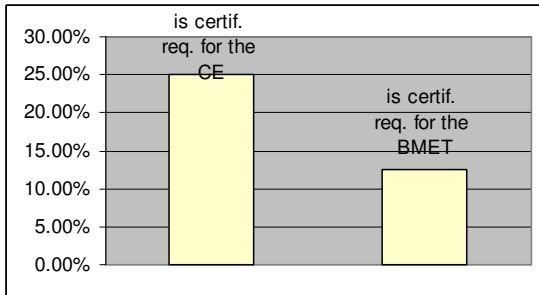 is certif.
req. for the
CE
is certif.
req. for the
BMET
30.00%
25.00%
20.00%
15.00%
10.00%
5.00%
0.00%